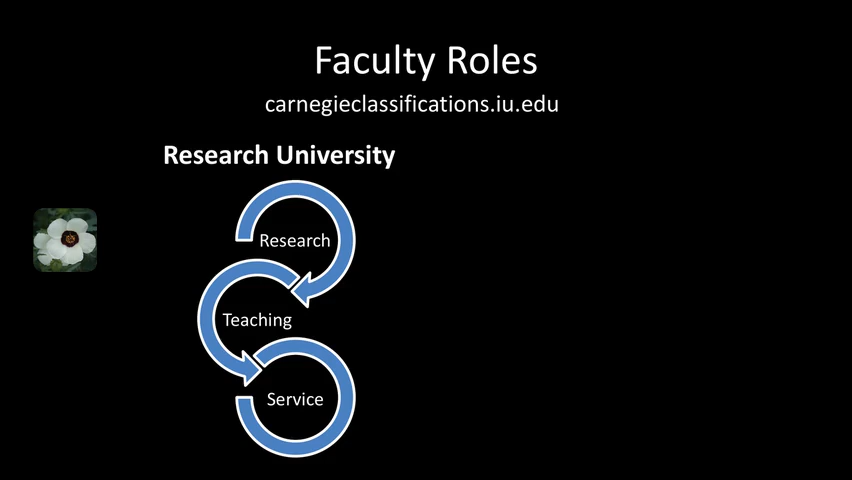 Faculty Roles
carnegieclassifications.iu.edu
Research University
Research
Teaching
Service